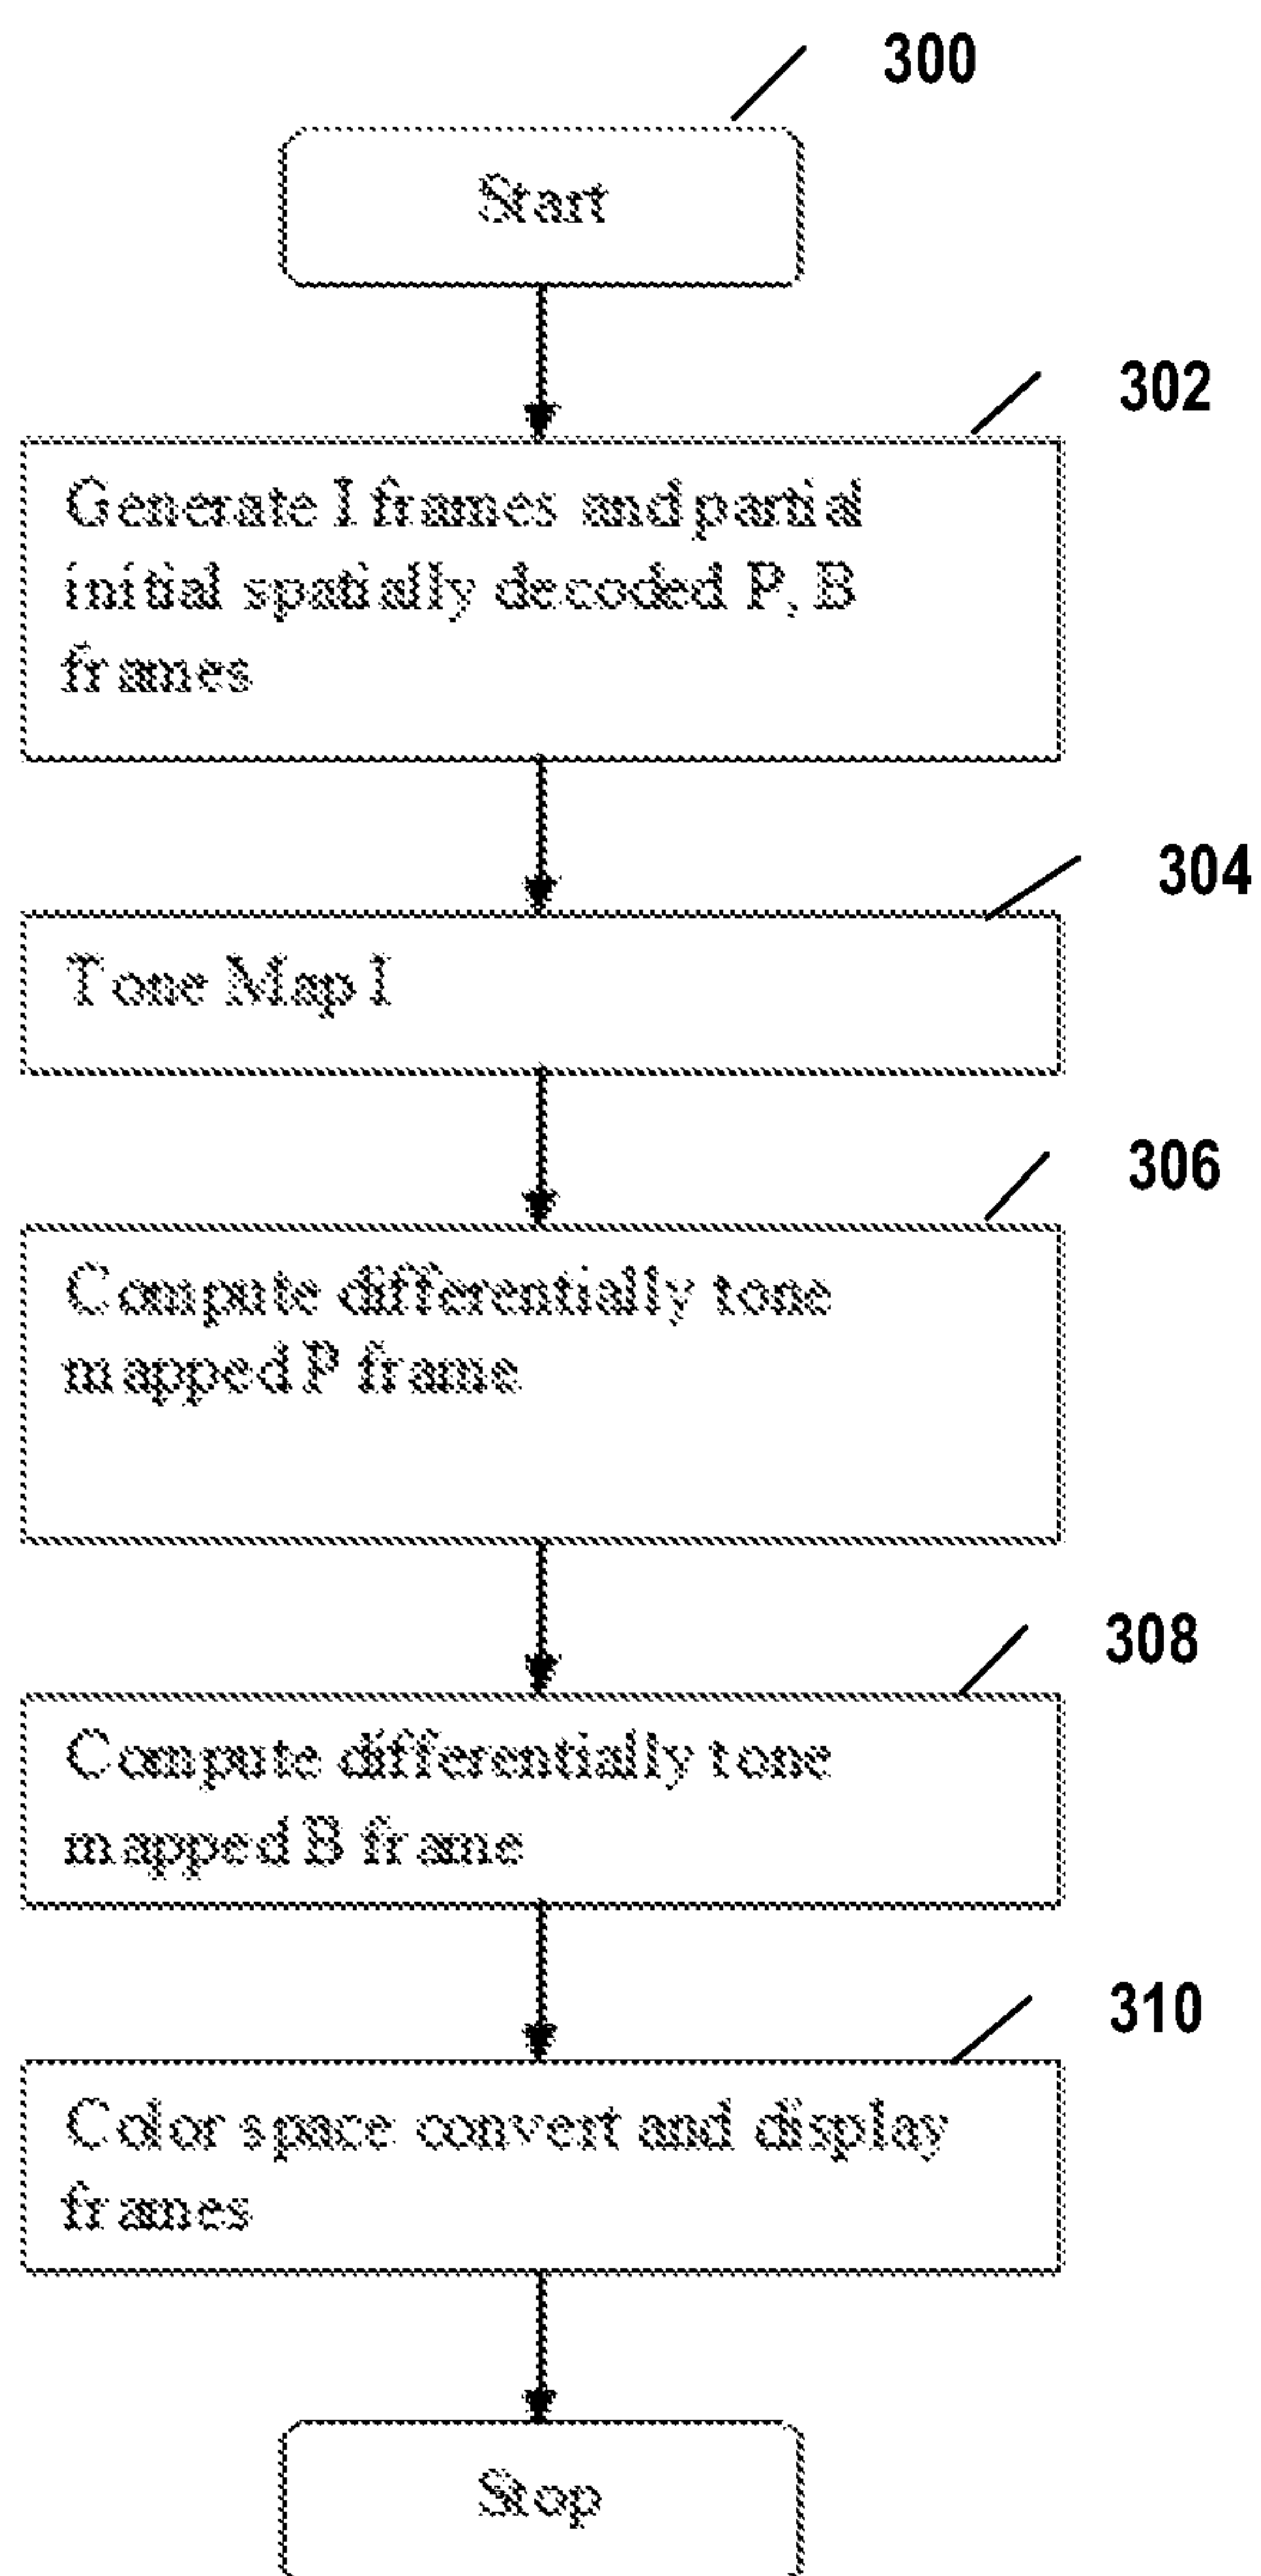 300
Start
302
Generate I frames and partial
initial spatially decoded P, B
frames
304
Tone Map I
306
Compute differentially tone
mapped P frame
308
Compute differentially tone
mapped B frame
310
Color space convert and display
frames
Stop